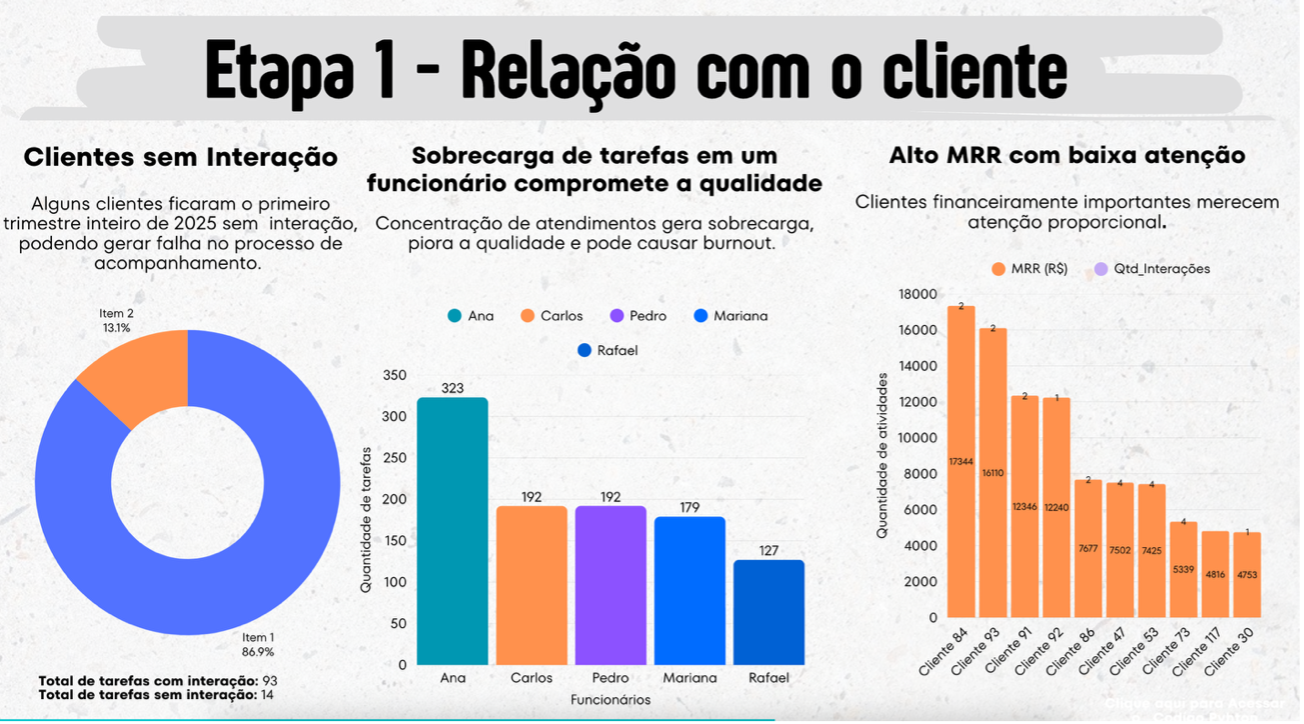 Etapa 1 - Relação com o cliente
Clientes sem Interação
Alguns clientes ficaram o primeiro
trimestre inteiro de 2025 sem interação,
podendo gerar falha no processo de
acompanhamento.
Item 2
13.1%
Item 1
86.9%
Total de tarefas com interação: 93
Total de tarefas sem interação: 14
Sobrecarga de tarefas em um
funcionário compromete a qualidade
Concentração de atendimentos gera sobrecarga,
piora a qualidade e pode causar burnout.
Ana Carlos Pedro Mariana
Rafael
Quantidade de tarefas
350
300
250
200
150
100
50
0
323
192
192
179
127
Ana Carlos Pedro Mariana Rafael
Funcionários
Alto MRR com baixa atenção
Clientes financeiramente importantes merecem
atenção proporcional.
MRR (R$) Qtd_Interações
Quantidade de atividades
18000
16000
14000
12000
10000
8000
6000
4000
2000
0
2 2 2 1 2 4 4 4 1
17344 16110 12346 12240 7677 7502 7425 5339 4816 4753
Cliente 84 Cliente 93 Cliente 91 Cliente 92 Cliente 86 Cliente 47 Cliente 53 Cliente 73 Cliente 117 Cliente 30
Clique aqui para Acessar